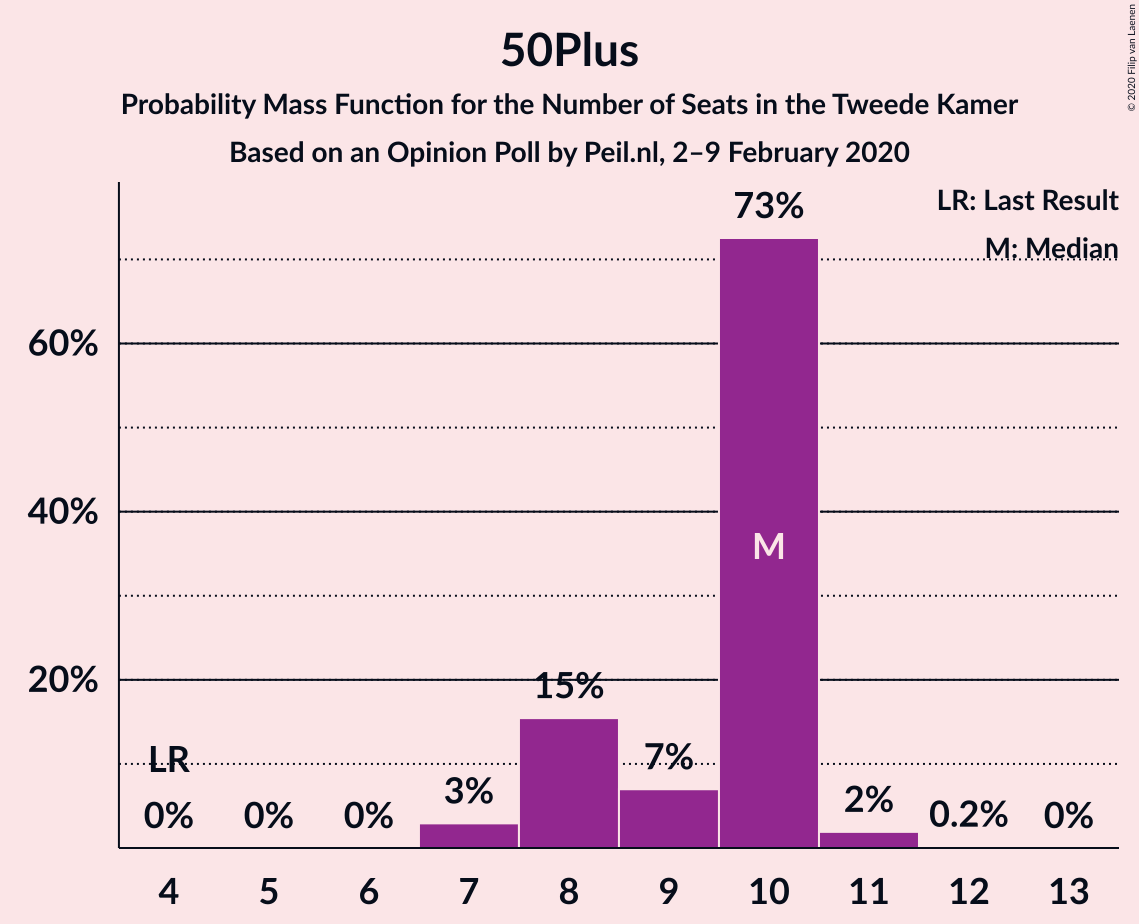 50Plus
Probability Mass Function for the Number of Seats in the Tweede Kamer
Based on an Opinion Poll by Peil.nl, 2–9 February 2020
© 2020 Filip van Laenen
LR: Last Result
M: Median
60%
40%
20%
LR
0%
0%
0%
3%
15%
7%
73%
M
2%
0.2%
0%
4 5 6 7 8 9 10 11 12 13